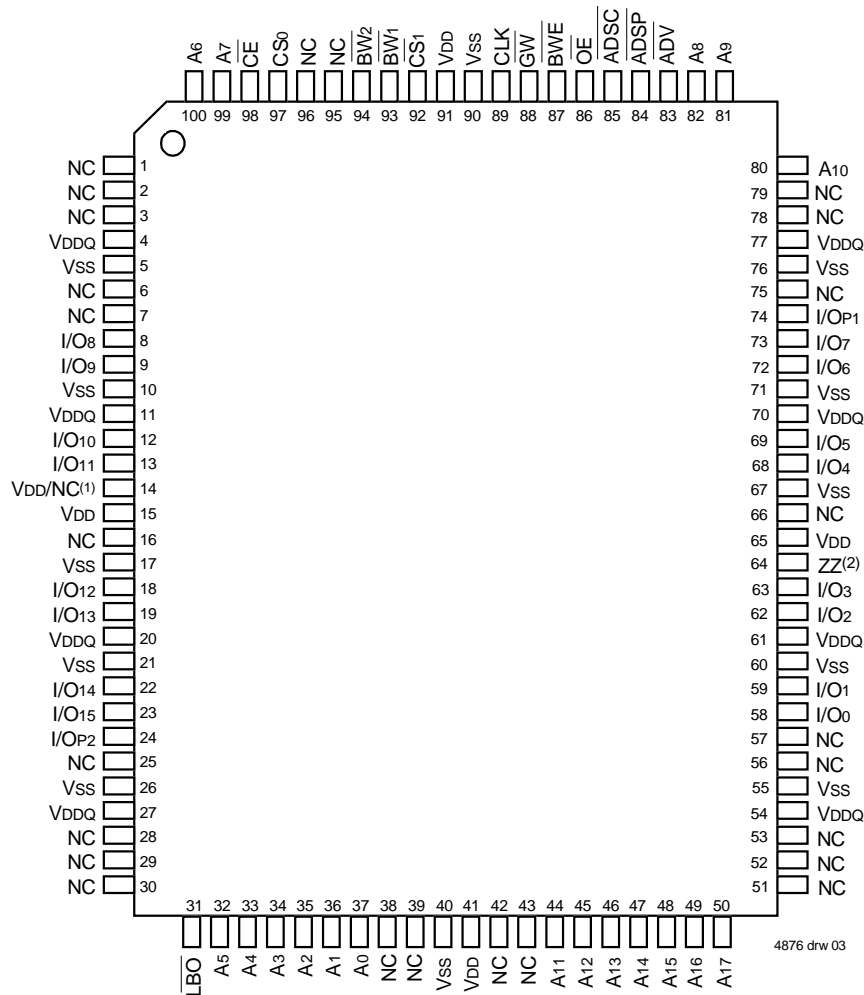 A6 A7 CE CS0 NC NC BW2 BW1 CS1 VDD VSS CLK GW BWE OE ADSC ADSP ADV A8 A9
100 99 98 97 96 95 94 93 92 91 90 89 88 87 86 85 84 83 82 81
NC 1 80 A10
NC 2 79 NC
NC 3 78 NC
VDDQ 4 77 VDDQ
VSS 5 76 VSS
NC 6 75 NC
NC 7 74 I/OP1
I/O8 8 73 I/O7
I/O9 9 72 I/O6
VSS 10 71 VSS
VDDQ 11 70 VDDQ
I/O10 12 69 I/O5
I/O11 13 68 I/O4
VDD/NC(1) 14 67 VSS
VDD 15 66 NC
NC 16 65 VDD
VSS 17 64 ZZ(2)
I/O12 18 63 I/O3
I/O13 19 62 I/O2
VDDQ 20 61 VDDQ
VSS 21 60 VSS
I/O14 22 59 I/O1
I/O15 23 58 I/O0
I/OP2 24 57 NC
NC 25 56 NC
VSS 26 55 VSS
VDDQ 27 54 VDDQ
NC 28 53 NC
NC 29 52 NC
NC 30 51 NC
31 32 33 34 35 36 37 38 39 40 41 42 43 44 45 46 47 48 49 50
LBO A5 A4 A3 A2 A1 A0 NC NC VSS VDD NC NC A11 A12 A13 A14 A15 A16 A17
4876 drw 03